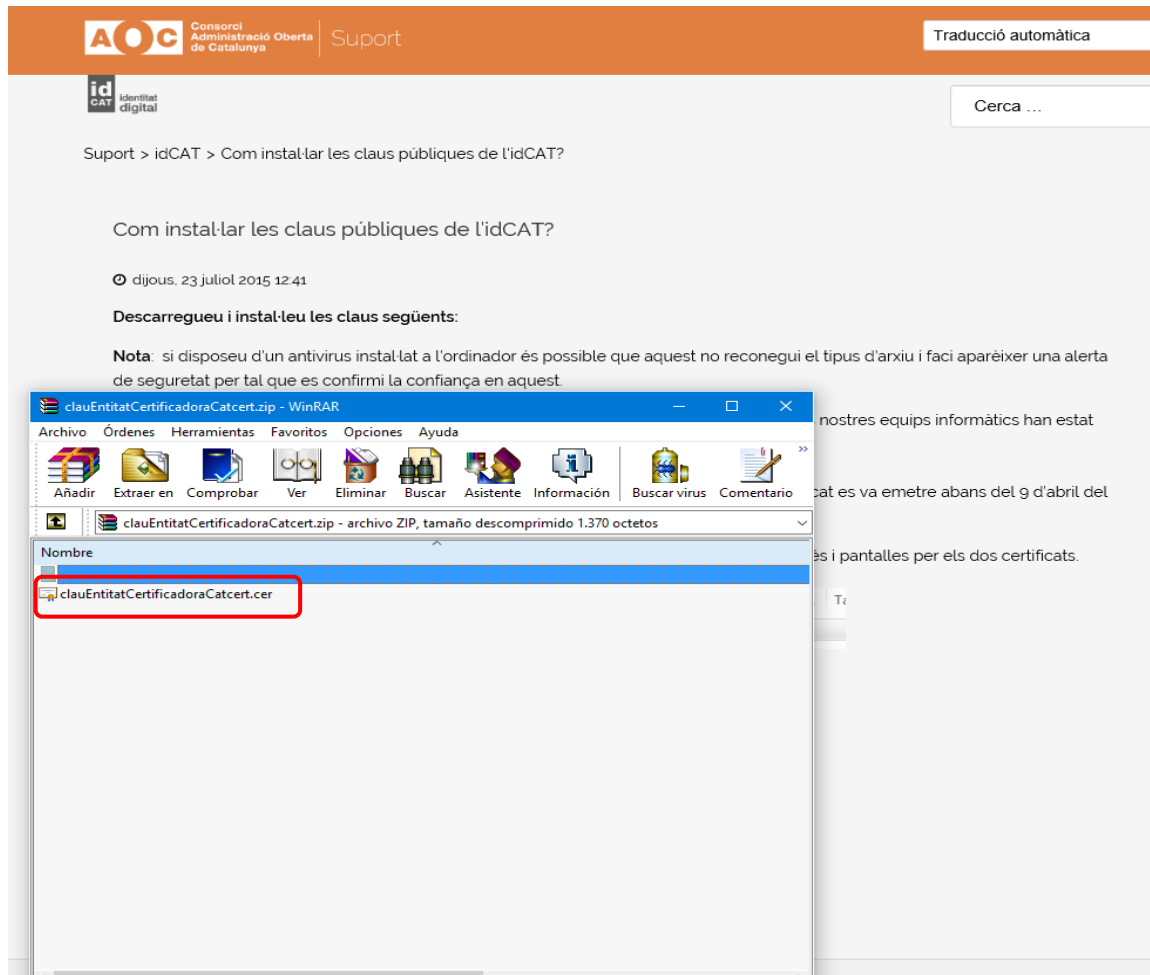 AOC
Consorci
Administració Oberta
de Catalunya
Suport
Traducció automàtica
id
CAT
identitat
digital
Cerca ...
Suport > idCAT > Com instal·lar les claus públiques de l'idCAT?
Com instal·lar les claus públiques de l'idCAT?
dijous, 23 juliol 2015 12:41
Descarregueu i instal·leu les claus següents:
Nota: si disposeu d'un antivirus instal·lat a l'ordinador és possible que aquest no reconegui el tipus d'arxiu i faci aparèixer una alerta
de seguretat per tal que es confirmi la confiança en aquest.
nostres equips informàtics han estat
cat es va emetre abans del 9 d'abril del
és i pantalles per els dos certificats.
clauEntitatCertificadoraCatcert.zip - WinRAR
Archivo Órdenes Herramientas Favoritos Opciones Ayuda
Añadir Extraer en Comprobar Ver Eliminar Buscar Asistente Información Buscar virus Comentario
clauEntitatCertificadoraCatcert.zip - archivo ZIP, tamaño descomprimido 1.370 octetos
Nombre
clauEntitatCertificadoraCatcert.cer